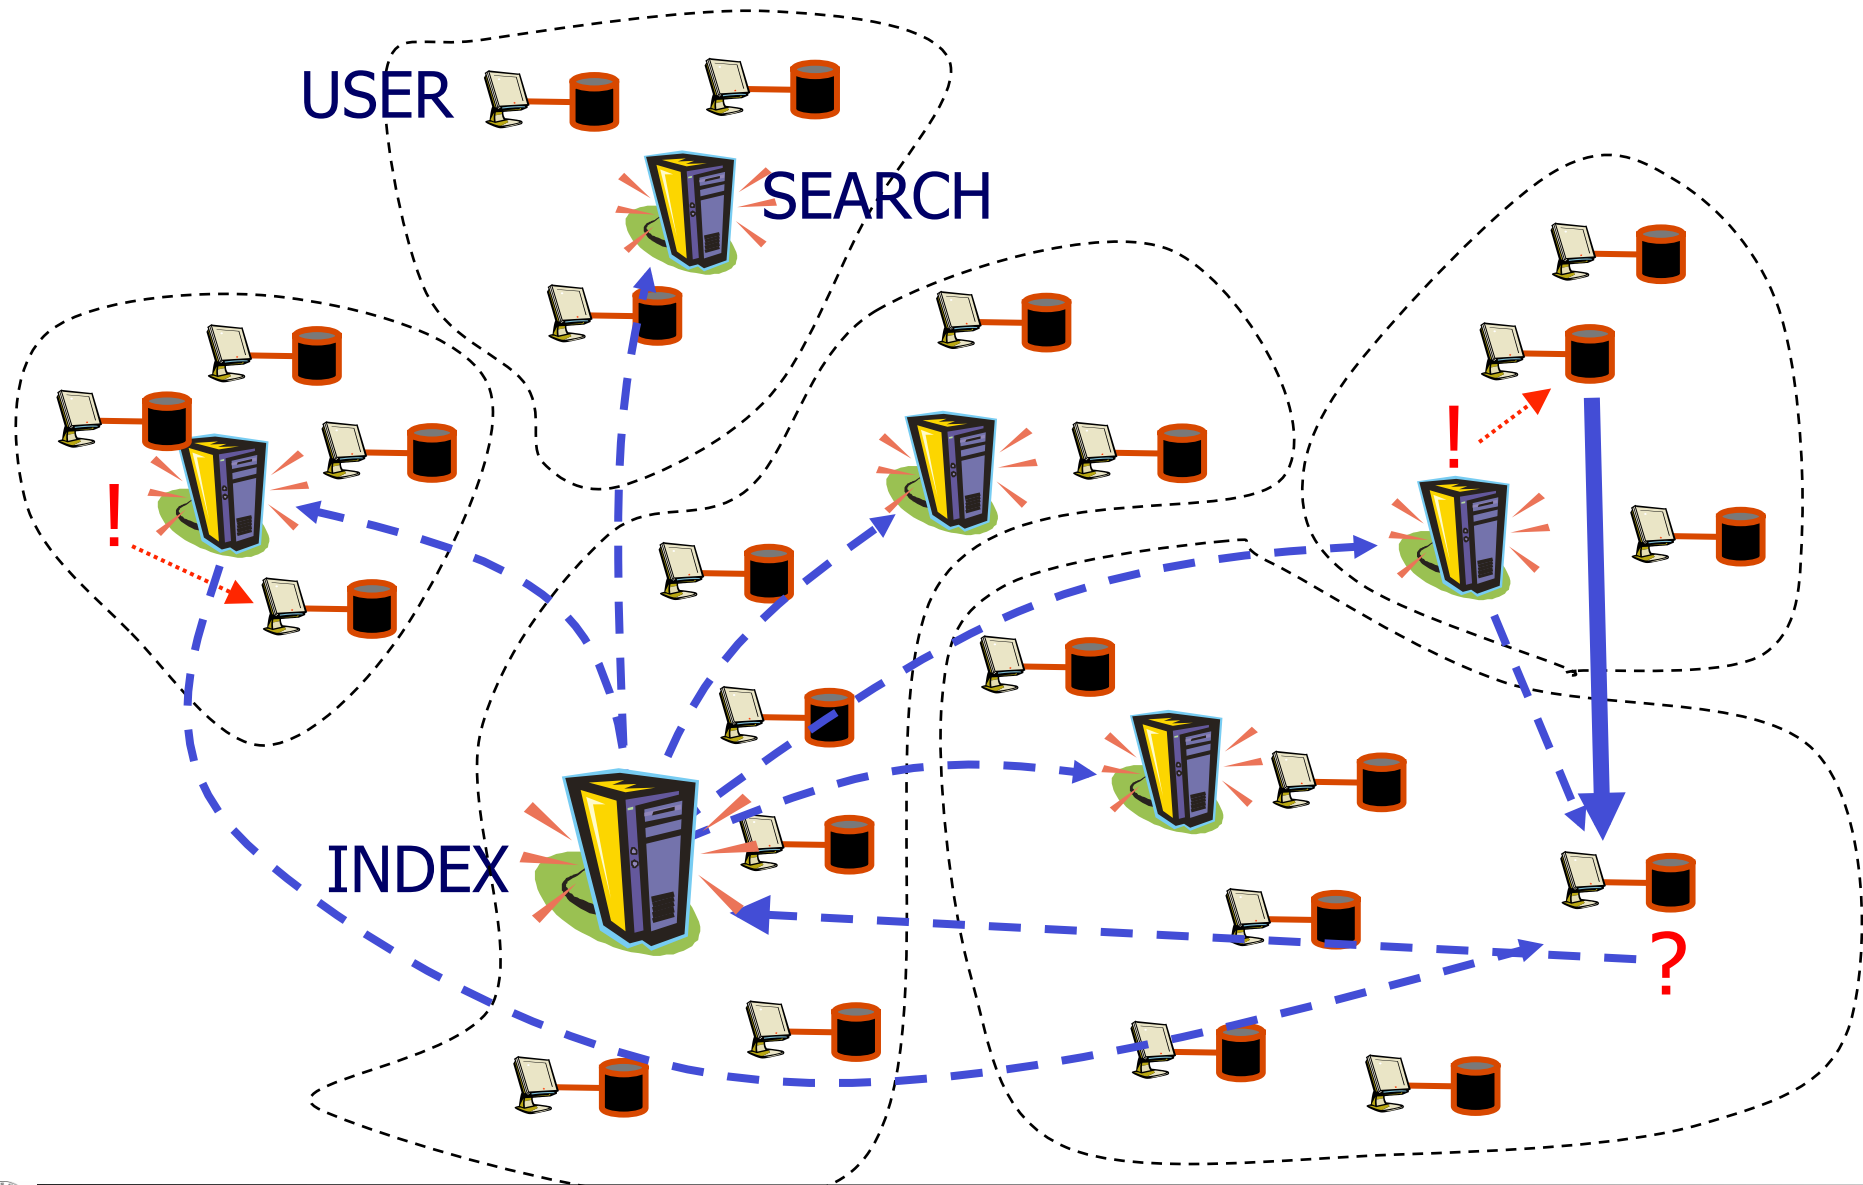 USER
SEARCH
!
!
INDEX
?